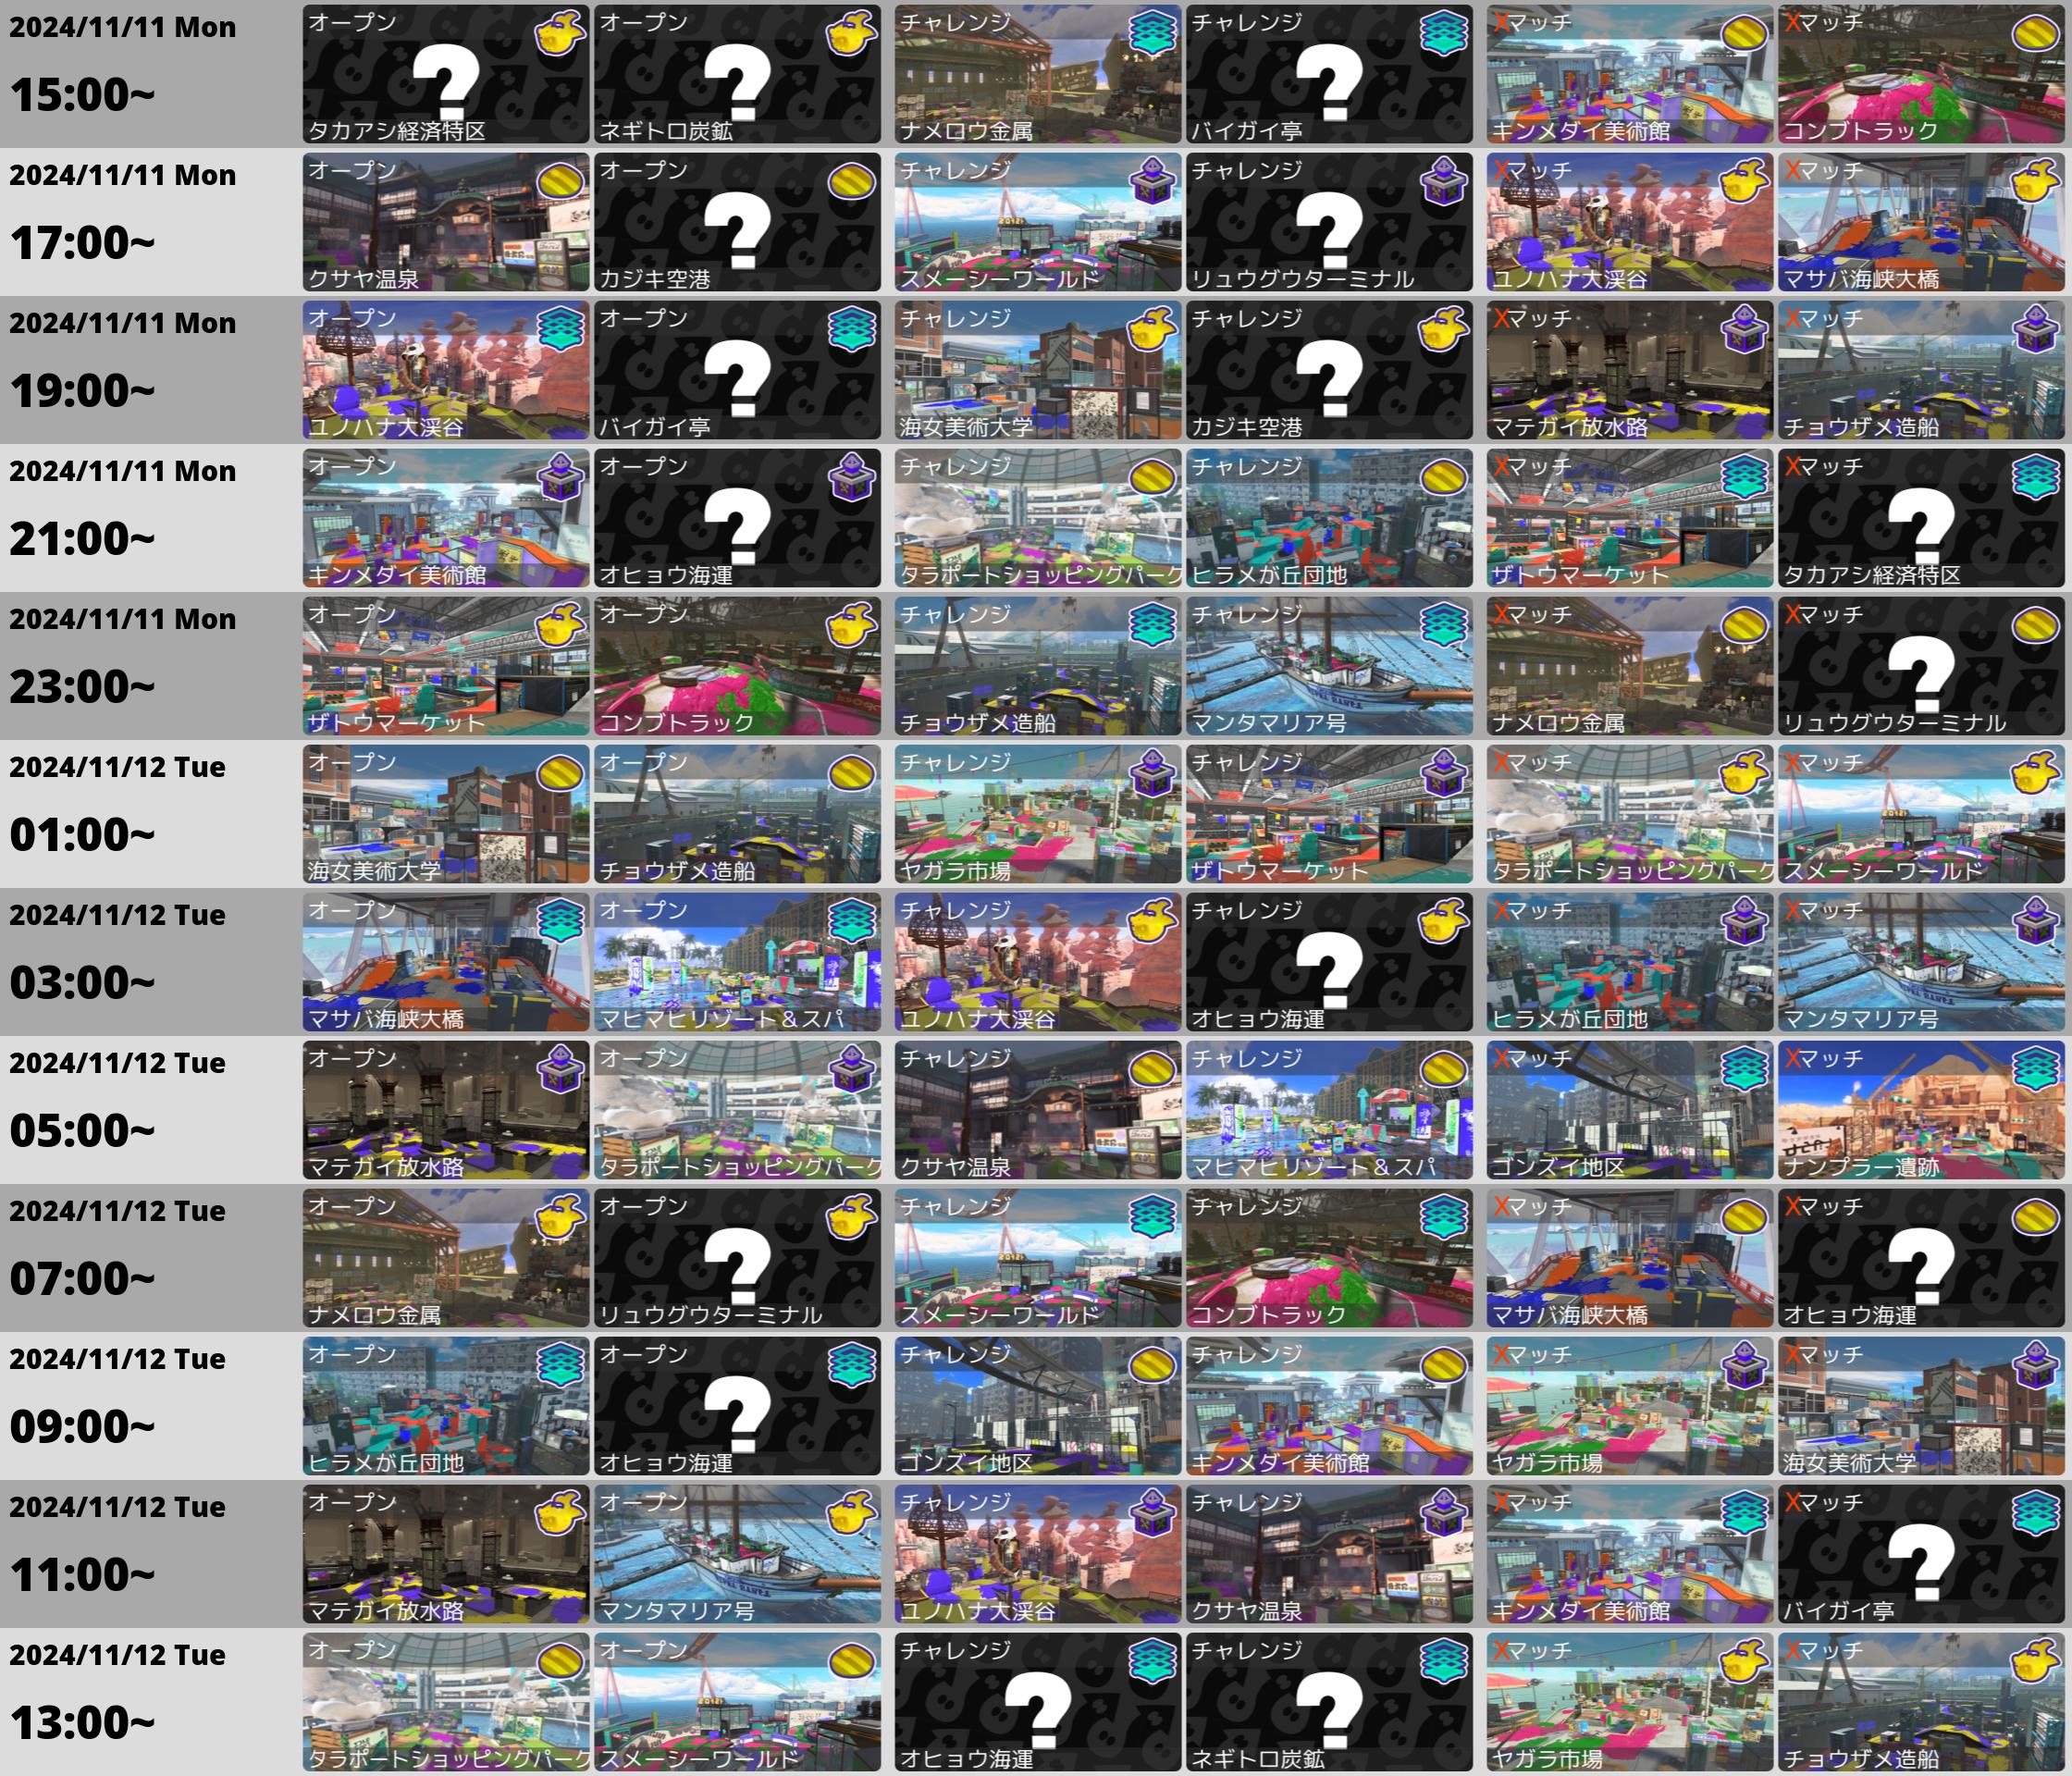 2024/11/11 Mon
15:00~
オープン オープン チャレンジ チャレンジ Xマッチ Xマッチ
タカアシ経済特区 ネギトロ炭鉱 ナメロウ金属 バイガイ亭 キンメダイ美術館 コンブトラック
2024/11/11 Mon
17:00~
オープン オープン チャレンジ チャレンジ Xマッチ Xマッチ
クサヤ温泉 カジキ空港 スメーシーワールド リュウグウターミナル ユノハナ大渓谷 マサバ海峡大橋
2024/11/11 Mon
19:00~
オープン オープン チャレンジ チャレンジ Xマッチ Xマッチ
ユノハナ大渓谷 バイガイ亭 海女美術大学 カジキ空港 マテガイ放水路 チョウザメ造船
2024/11/11 Mon
21:00~
オープン オープン チャレンジ チャレンジ Xマッチ Xマッチ
キンメダイ美術館 オヒョウ海運 タラポートショッピングパーク ヒラメが丘団地 ザトウマーケット タカアシ経済特区
2024/11/11 Mon
23:00~
オープン オープン チャレンジ チャレンジ Xマッチ Xマッチ
ザトウマーケット コンブトラック チョウザメ造船 マンタマリア号 ナメロウ金属 リュウグウターミナル
2024/11/12 Tue
01:00~
オープン オープン チャレンジ チャレンジ Xマッチ Xマッチ
海女美術大学 チョウザメ造船 ヤガラ市場 ザトウマーケット タラポートショッピングパーク スメーシーワールド
2024/11/12 Tue
03:00~
オープン オープン チャレンジ チャレンジ Xマッチ Xマッチ
マサバ海峡大橋 マヒマヒリゾート＆スパ ユノハナ大渓谷 オヒョウ海運 ヒラメが丘団地 マンタマリア号
2024/11/12 Tue
05:00~
オープン オープン チャレンジ チャレンジ Xマッチ Xマッチ
マテガイ放水路 タラポートショッピングパーク クサヤ温泉 マヒマヒリゾート＆スパ ゴンズイ地区 ナンプラー遺跡
2024/11/12 Tue
07:00~
オープン オープン チャレンジ チャレンジ Xマッチ Xマッチ
ナメロウ金属 リュウグウターミナル スメーシーワールド コンブトラック マサバ海峡大橋 オヒョウ海運
2024/11/12 Tue
09:00~
オープン オープン チャレンジ チャレンジ Xマッチ Xマッチ
ヒラメが丘団地 オヒョウ海運 ゴンズイ地区 キンメダイ美術館 ヤガラ市場 海女美術大学
2024/11/12 Tue
11:00~
オープン オープン チャレンジ チャレンジ Xマッチ Xマッチ
マテガイ放水路 マンタマリア号 ユノハナ大渓谷 クサヤ温泉 キンメダイ美術館 バイガイ亭
2024/11/12 Tue
13:00~
オープン オープン チャレンジ チャレンジ Xマッチ Xマッチ
タラポートショッピングパーク スメーシーワールド オヒョウ海運 ネギトロ炭鉱 ヤガラ市場 チョウザメ造船